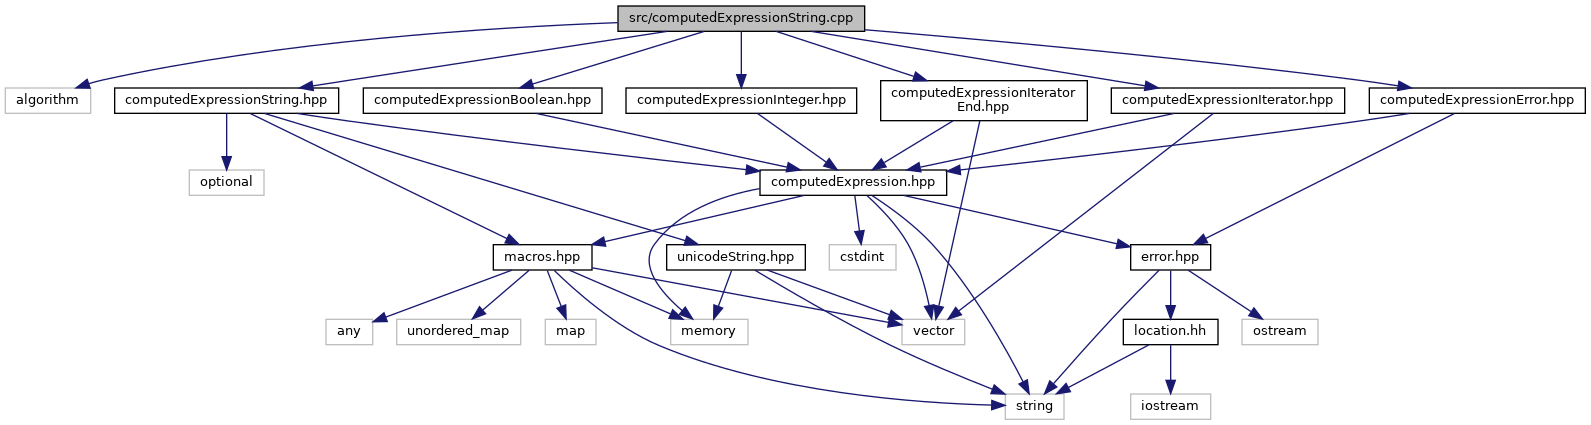 src/computedExpressionString.cpp
algorithm
computedExpressionString.hpp
computedExpressionBoolean.hpp
computedExpressionInteger.hpp
computedExpressionIterator
End.hpp
computedExpressionIterator.hpp
computedExpressionError.hpp
optional
computedExpression.hpp
macros.hpp
unicodeString.hpp
cstdint
error.hpp
any
unordered_map
map
memory
vector
location.hh
ostream
string
iostream